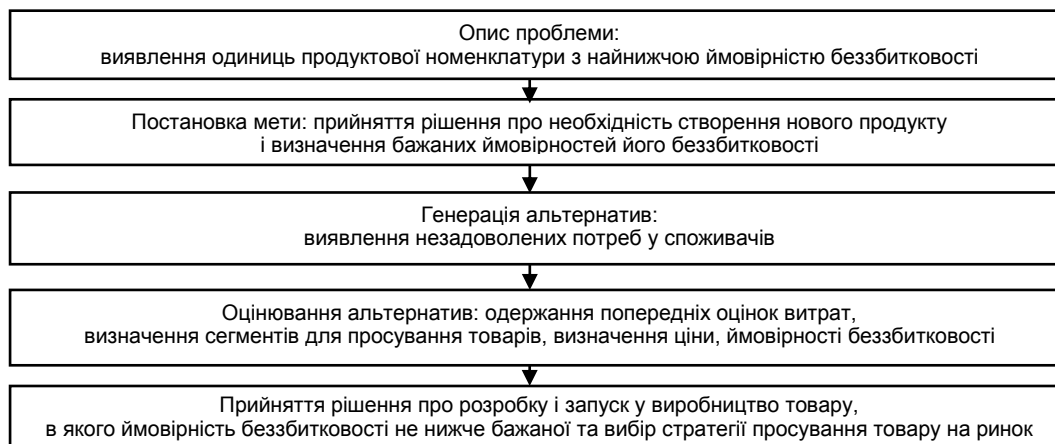 Опис проблеми:
виявлення одиниць продуктової номенклатури з найнижчою ймовірністю беззбитковості
Постановка мети: прийняття рішення про необхідність створення нового продукту
і визначення бажаних ймовірностей його беззбитковості
Генерація альтернатив:
виявлення незадоволених потреб у споживачів
Оцінювання альтернатив: одержання попередніх оцінок витрат,
визначення сегментів для просування товарів, визначення ціни, ймовірності беззбитковості
Прийняття рішення про розробку і запуск у виробництво товару,
в якого ймовірність беззбитковості не нижче бажаної та вибір стратегії просування товару на ринок